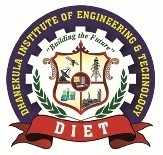 DHANEKULA INSTITUTE OF ENGINEERING & TECHNOLOGY
"Building the Future"
DIET